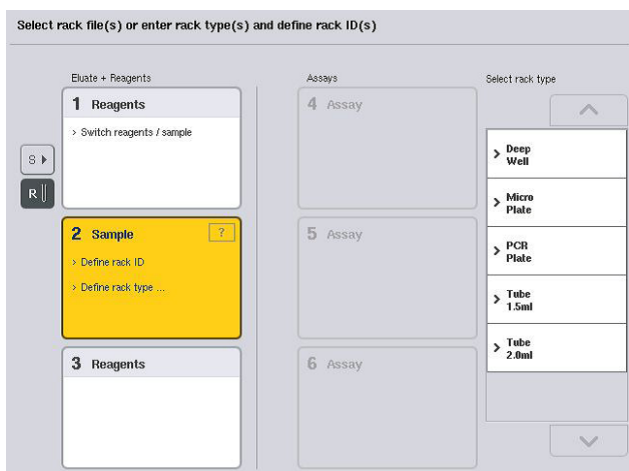 Select rack file(s) or enter rack type(s) and define rack ID(s)
Eluate + Reagents
1 Reagents
> Switch reagents / sample
S
R
2 Sample ?
> Define rack ID
> Define rack type ...
3 Reagents
Assays
4 Assay
5 Assay
6 Assay
Select rack type
> Deep
Well
> Micro
Plate
> PCR
Plate
> Tube
1.5ml
> Tube
2.0ml